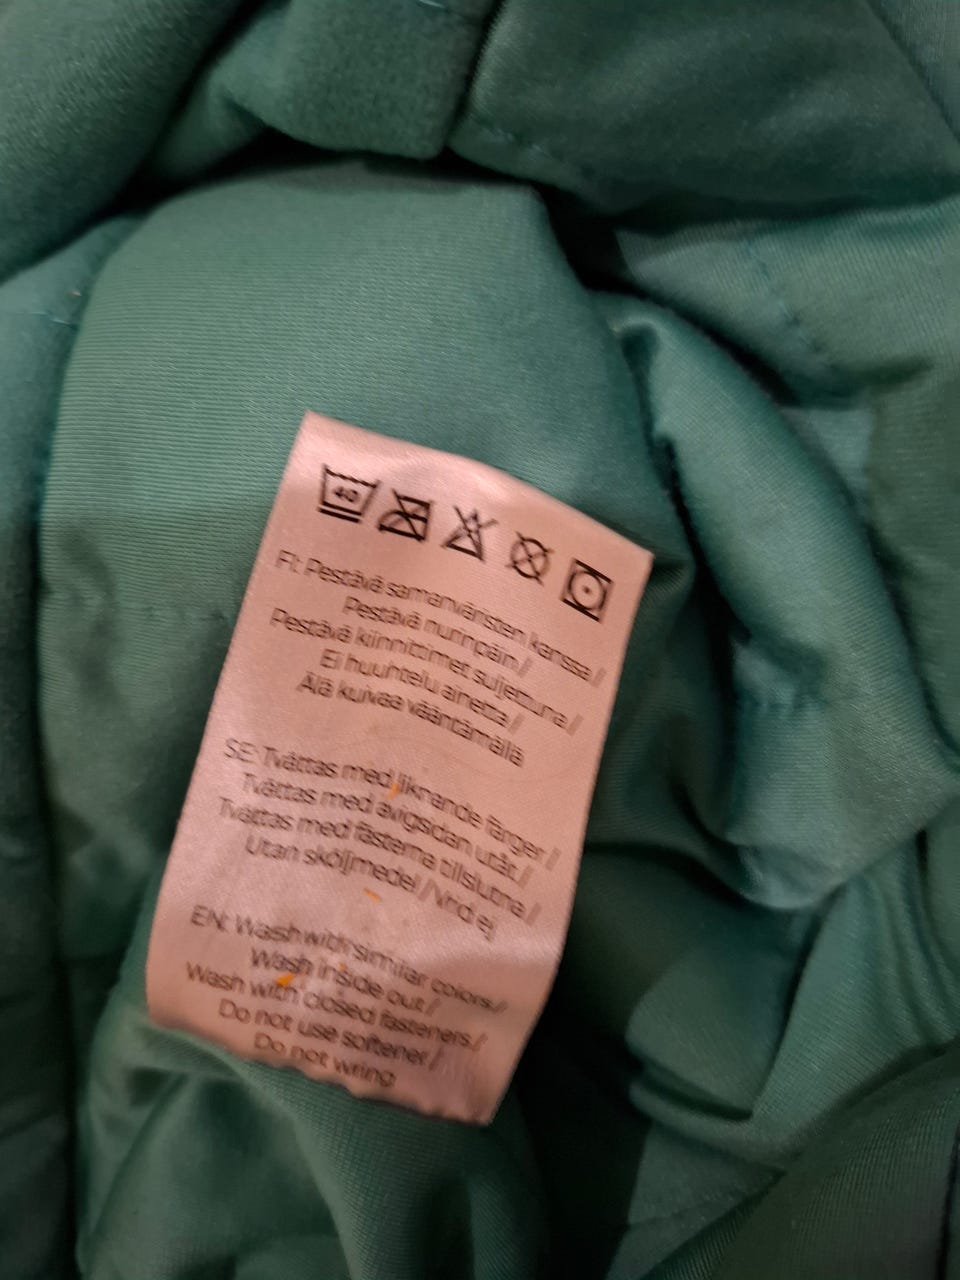 40
FI: Pestävä samanväristen kanssa /
Pestävä nurinpäin /
Pestävä kiinnittimet suljettuna /
Ei huuhteluainetta /
Älä kuivaa vääntämällä
SE: Tvättas med liknande färger /
Tvättas med avigsidan utåt /
Tvättas med fästerna tillslutna /
Utan sköljmedel / Vrid ej
EN: Wash with similar colors /
Wash inside out /
Wash with closed fasteners /
Do not use softener /
Do not wring